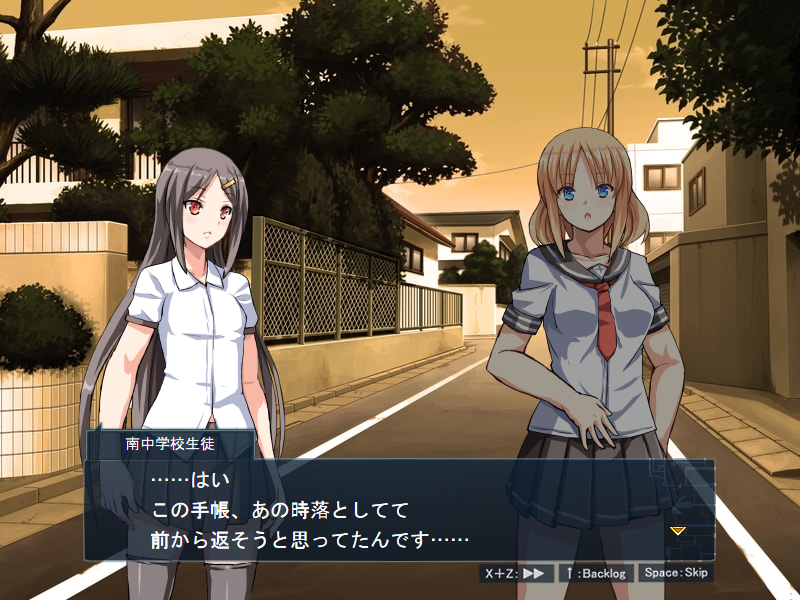 南中学校生徒
……はい
この手帳、あの時落としてて
前から返そうと思ってたんです……
X+Z:▶▶ ↑:Backlog Space:Skip